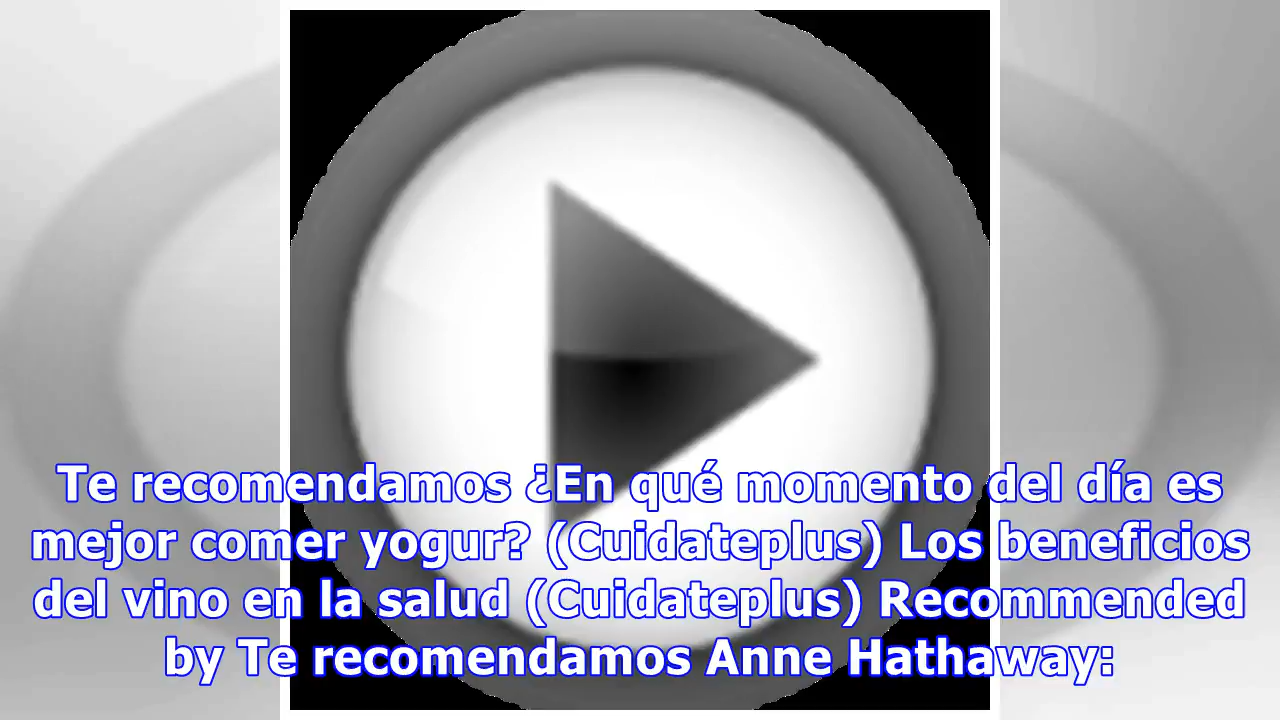 Te recomendamos ¿En qué momento del día es
mejor comer yogur? (Cuidateplus) Los beneficios
del vino en la salud (Cuidateplus) Recommended
by Te recomendamos Anne Hathaway: